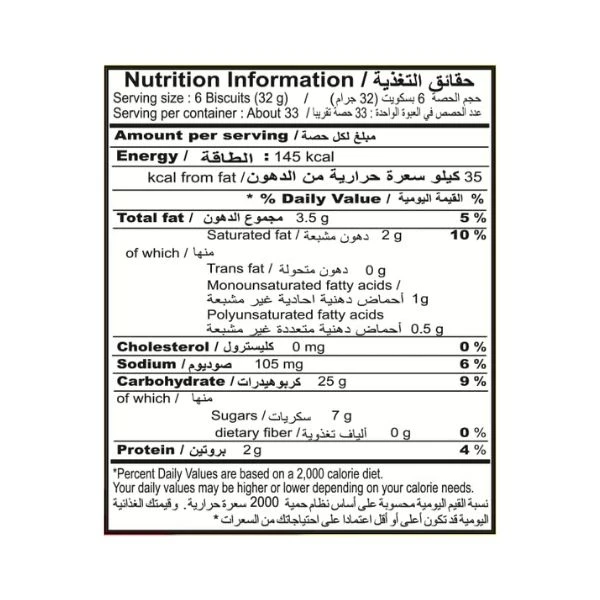 Nutrition Information / حقائق التغذية
Serving size : 6 Biscuits (32 g) / حجم الحصة 6 بسكويت (32 جرام)
Serving per container : About 33 / عدد الحصص في العبوة الواحدة : 33 حصة تقريبا
Amount per serving / مبلغ لكل حصة
Energy / الطاقة : 145 kcal
kcal from fat / كيلو سعرة حرارية من الدهون 35
* % Daily Value / القيمة اليومية %
Total fat / مجموع الدهون 3.5 g 5 %
Saturated fat / دهون مشبعة 2 g 10 %
of which / منها
Trans fat / دهون متحولة 0 g
Monounsaturated fatty acids /
أحماض دهنية احادية غير مشبعة 1g
Polyunsaturated fatty acids
أحماض دهنية متعددة غير مشبعة 0.5 g
Cholesterol / كليسترول 0 mg 0 %
Sodium / صوديوم 105 mg 6 %
Carbohydrate / كربوهيدرات 25 g 9 %
of which / منها
Sugars / سكريات 7 g
dietary fiber / ألياف تغذوية 0 g 0 %
Protein / بروتين 2 g 4 %
*Percent Daily Values are based on a 2,000 calorie diet.
Your daily values may be higher or lower depending on your calorie needs.
نسبة القيم اليومية محسوبة على أساس نظام حمية 2000 سعرة حرارية. وقيمتك الغذائية
اليومية قد تكون أعلى أو أقل اعتمادا على احتياجاتك من السعرات *